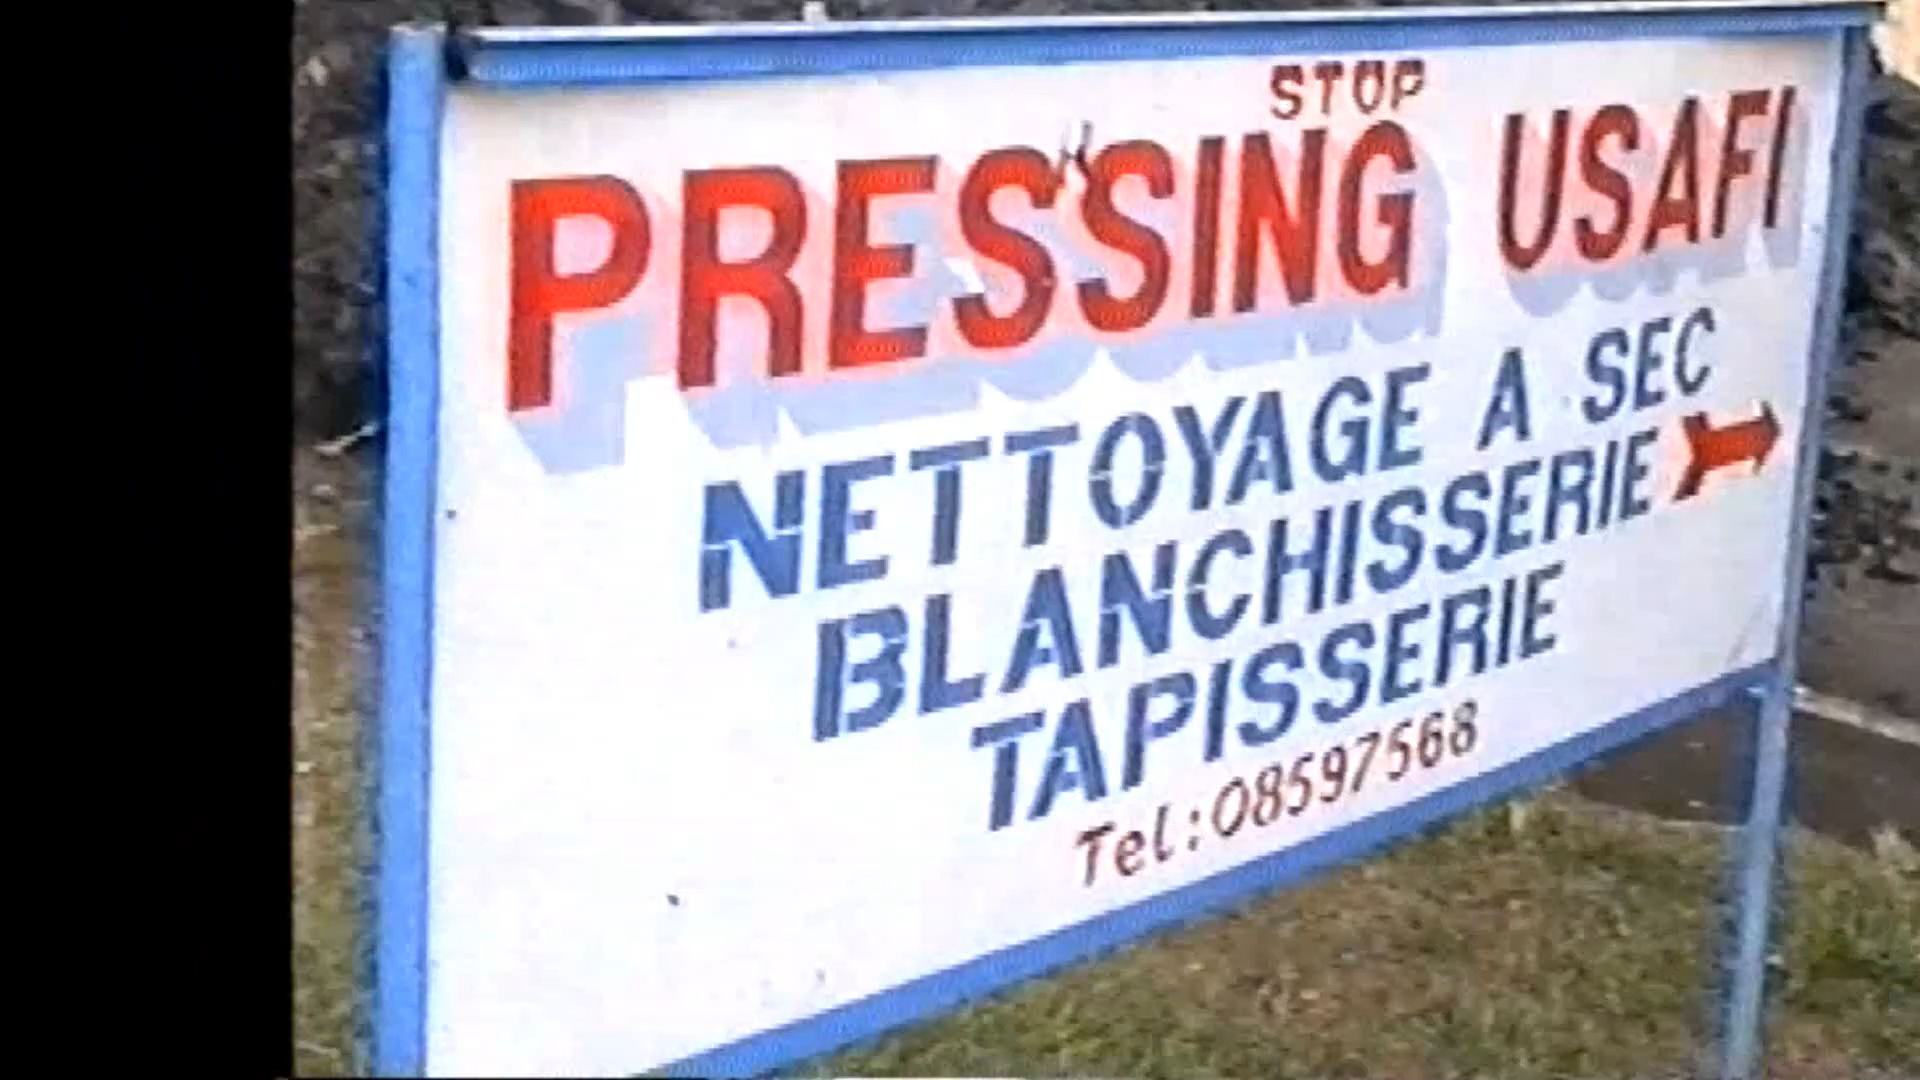 STOP
PRESSING USAFI
NETTOYAGE A SEC
BLANCHISSERIE
TAPISSERIE
Tel: 08597568